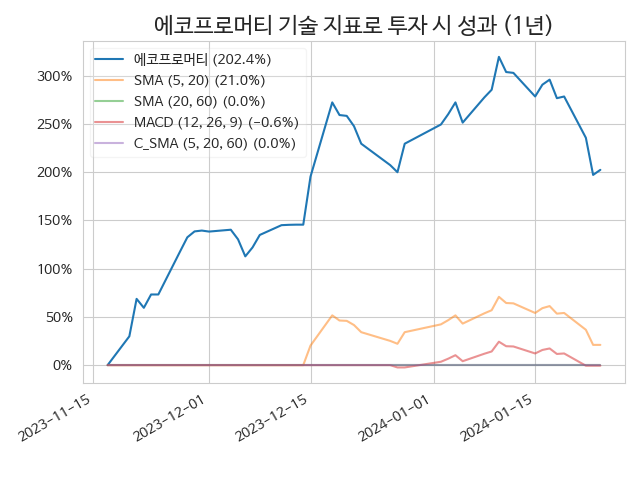 에코프로머티 기술 지표로 투자 시 성과 (1년)
에코프로머티 (202.4%)
SMA (5, 20) (21.0%)
SMA (20, 60) (0.0%)
MACD (12, 26, 9) (−0.6%)
C_SMA (5, 20, 60) (0.0%)
300%
250%
200%
150%
100%
50%
0%
2023-11-15
2023-12-01
2023-12-15
2024-01-01
2024-01-15